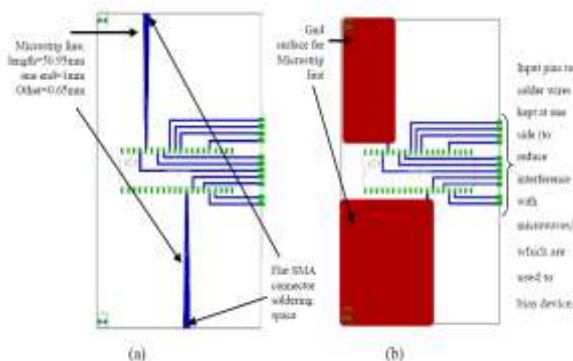 Microstrip line,
length=50.95mm
one end=1mm
Other=0.65mm
Flat SMA
connector
soldering
space
(a)
Gnd
surface for
Microstrip
line
(b)
Input pins to
solder wires
kept at one
side (to
reduce
interference
with
microwaves)
which are
used to
bias device.